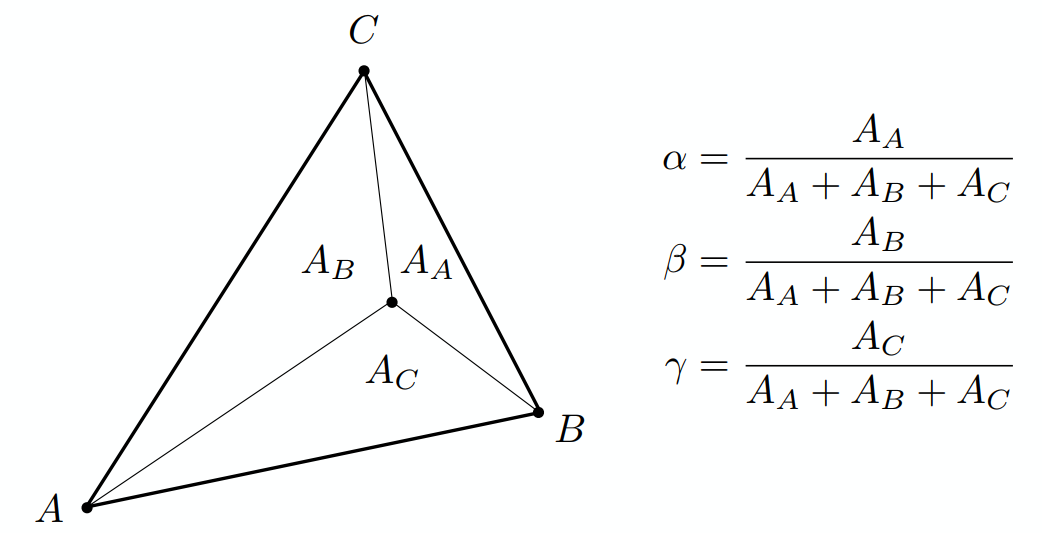 C
A_B A_A
A_C
B
A
α = A_A / (A_A + A_B + A_C)
β = A_B / (A_A + A_B + A_C)
γ = A_C / (A_A + A_B + A_C)